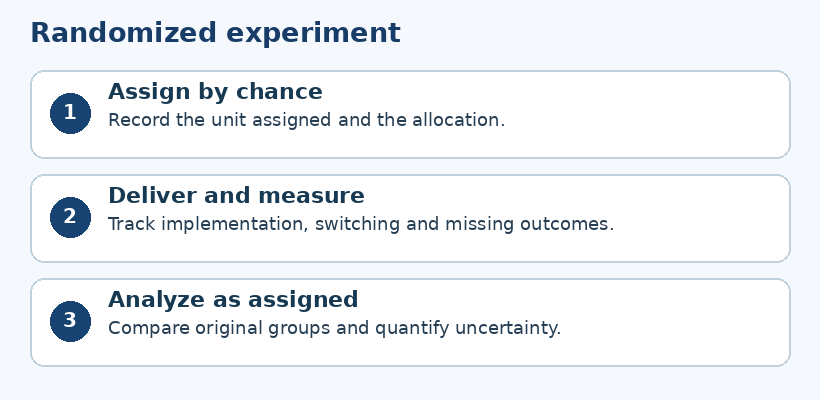 Randomized experiment
1
Assign by chance
Record the unit assigned and the allocation.
2
Deliver and measure
Track implementation, switching and missing outcomes.
3
Analyze as assigned
Compare original groups and quantify uncertainty.